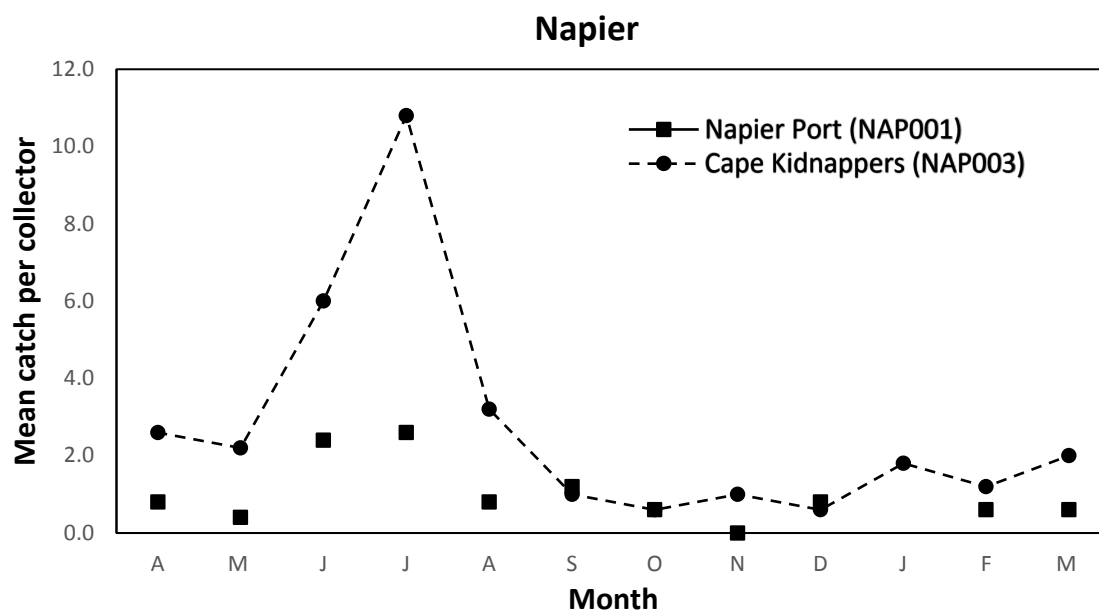 Napier
12.0
10.0
8.0
6.0
4.0
2.0
0.0
Mean catch per collector
Napier Port (NAP001)
Cape Kidnappers (NAP003)
A M J J A S O N D J F M
Month